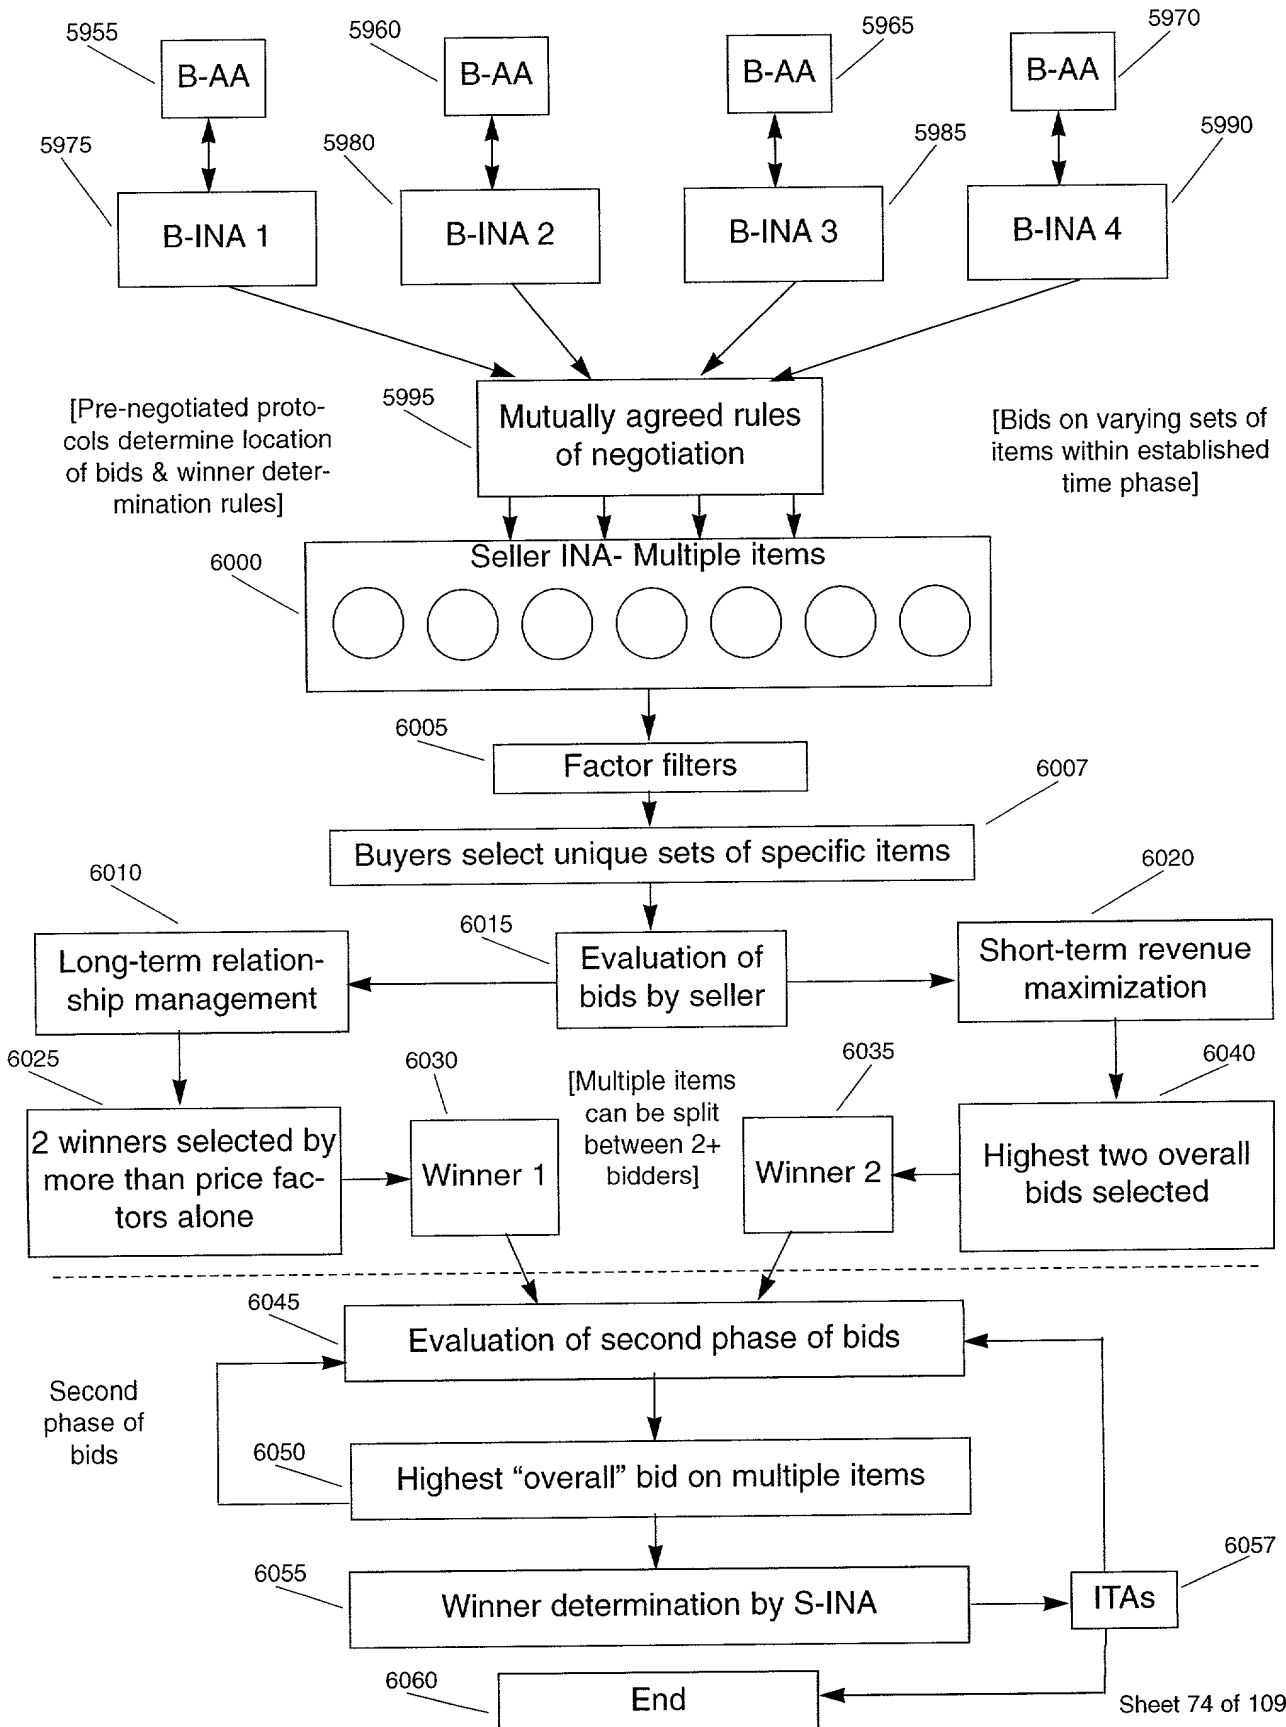 5955
5960
5965
5970
B-AA
B-AA
B-AA
B-AA
5975
5980
5985
5990
B-INA 1
B-INA 2
B-INA 3
B-INA 4
[Pre-negotiated proto-
cols determine location
of bids & winner deter-
mination rules]
5995
Mutually agreed rules
of negotiation
[Bids on varying sets of
items within established
time phase]
6000
Seller INA- Multiple items
6005
Factor filters
6007
Buyers select unique sets of specific items
6010
Long-term relation-
ship management
6015
Evaluation of
bids by seller
6020
Short-term revenue
maximization
6025
2 winners selected by
more than price fac-
tors alone
6030
Winner 1
[Multiple items
can be split
between 2+
bidders]
6035
Winner 2
6040
Highest two overall
bids selected
6045
Evaluation of second phase of bids
Second
phase of
bids
6050
Highest “overall” bid on multiple items
6055
Winner determination by S-INA
6057
ITAs
6060
End
Sheet 74 of 109